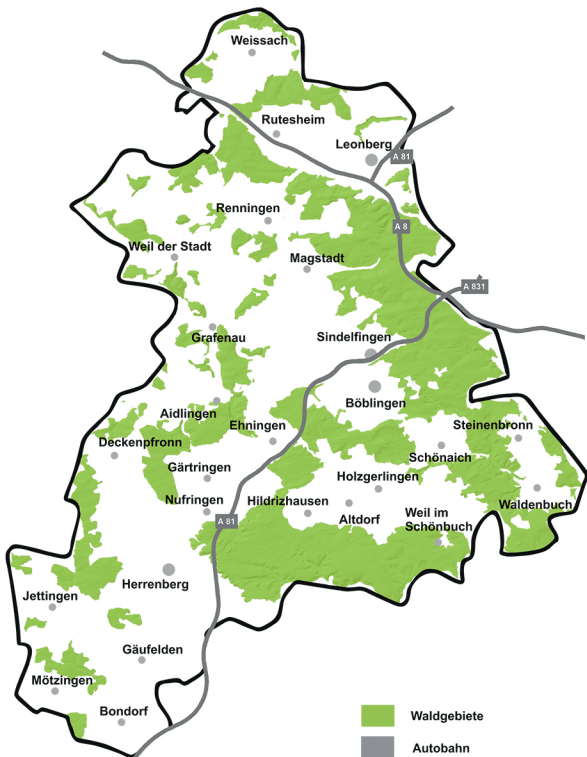 Weissach
Rutesheim
Leonberg
A 81
Renningen
A 8
Weil der Stadt
Magstadt
A 831
Grafenau
Sindelfingen
Aidlingen
Böblingen
Ehningen
Steinenbronn
Deckenpfronn
Schönaich
Gärtringen
Holzgerlingen
Nufringen
Hildrizhausen
Waldenbuch
Altdorf
Weil im
Schönbuch
A 81
Herrenberg
Jettingen
Gäufelden
Mötzingen
Bondorf
Waldgebiete
Autobahn